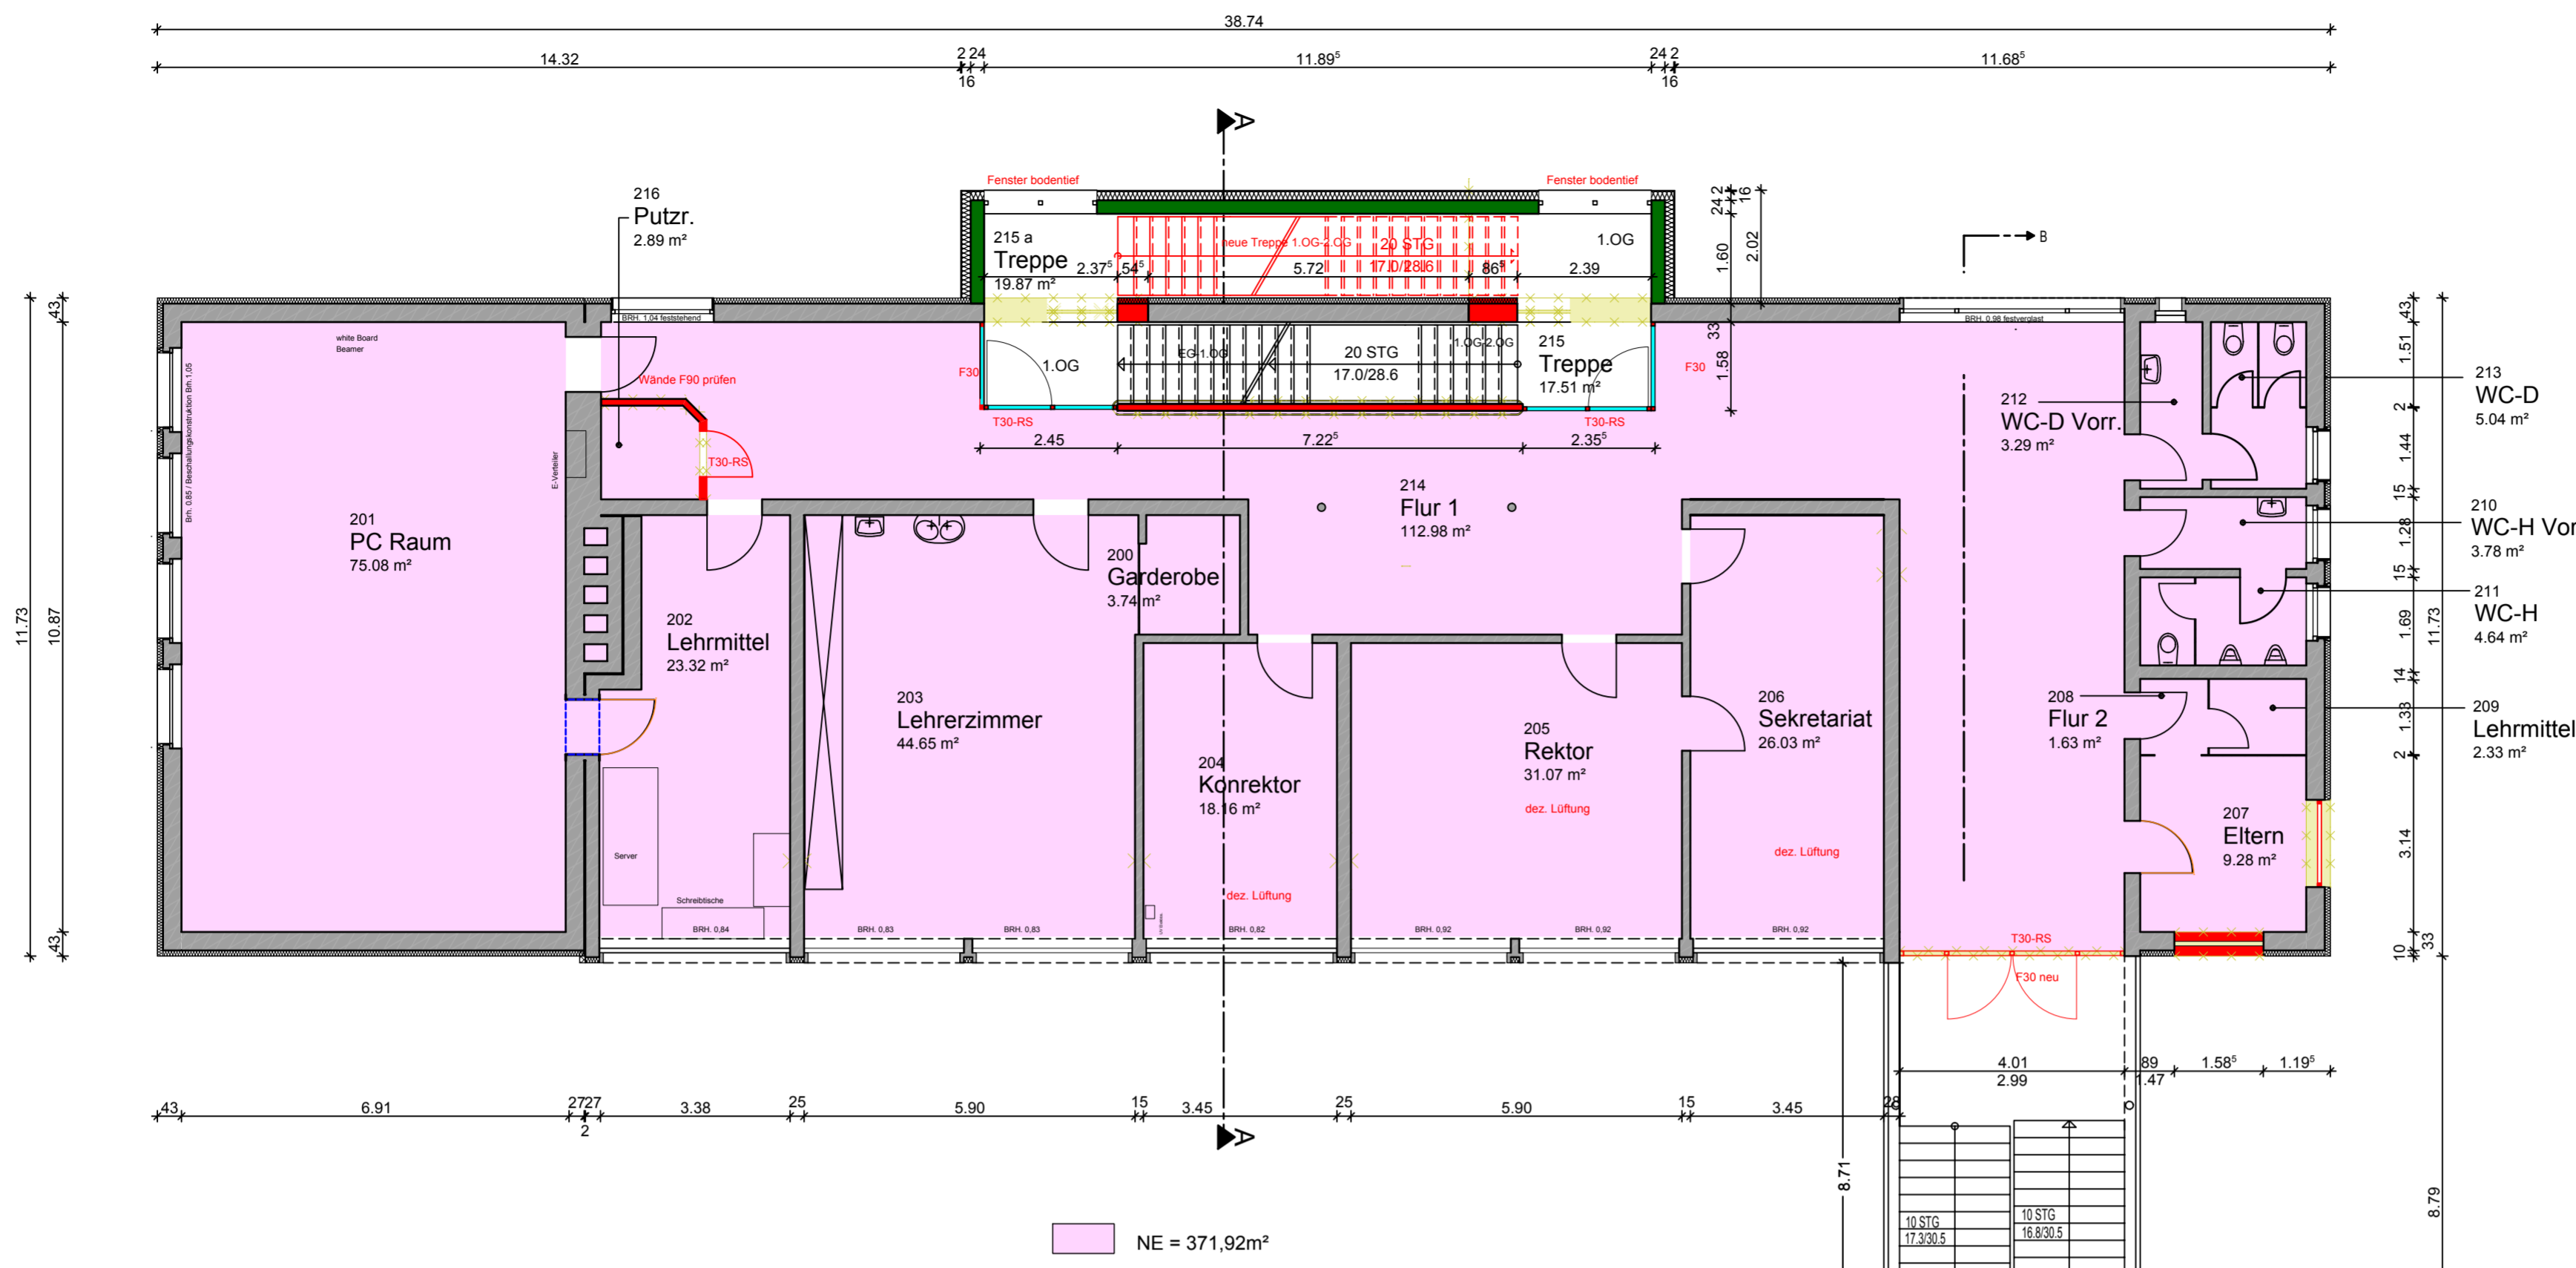 38.74
14.32
2 24
16
11.89⁵
24 2
16
11.68⁵
A
216
Putzr.
2.89 m²
Fenster bodentief
Fenster bodentief
215 a
Treppe
19.87 m²
neue Treppe 1.OG-2.OG
20 STG
17.0/28.6
1.OG
2.37⁵
54⁵
5.72
86⁵
2.39
24 2
16
1.60
2.02
33
1.58
B
BRH. 1,04 feststehend
BRH. 0,98 festverglast
white Board
Beamer
Brh. 0.85 / Beschallungskonstruktion Brh.1,05
Wände F90 prüfen
F30
1.OG
EG-1.OG
20 STG
17.0/28.6
1.OG-2.OG
215
Treppe
17.51 m²
F30
T30-RS
T30-RS
2.45
7.22⁵
2.35⁵
T30-RS
E-Verteiler
201
PC Raum
75.08 m²
214
Flur 1
112.98 m²
212
WC-D Vorr.
3.29 m²
213
WC-D
5.04 m²
210
WC-H Vor
3.78 m²
211
WC-H
4.64 m²
200
Garderobe
3.74 m²
202
Lehrmittel
23.32 m²
203
Lehrerzimmer
44.65 m²
204
Konrektor
18.16 m²
205
Rektor
31.07 m²
206
Sekretariat
26.03 m²
208
Flur 2
1.63 m²
209
Lehrmittel
2.33 m²
207
Eltern
9.28 m²
dez. Lüftung
dez. Lüftung
dez. Lüftung
Server
Schreibtische
BRH. 0,84
BRH. 0,83
BRH. 0,83
BRH. 0,82
BRH. 0,92
BRH. 0,92
BRH. 0,92
T30-RS
F30 neu
11.73
43
10.87
43
43
1.51
2
1.44
15
1.28
15
1.69
14
1.33
2
3.14
33
10
11.73
8.79
4.01
2.99
89
1.47
1.58⁵
1.19⁵
43
6.91
27
27
2
3.38
25
5.90
15
3.45
25
5.90
15
3.45
28
A
8.71
10 STG
17.3/30.5
10 STG
16.8/30.5
NE = 371,92m²